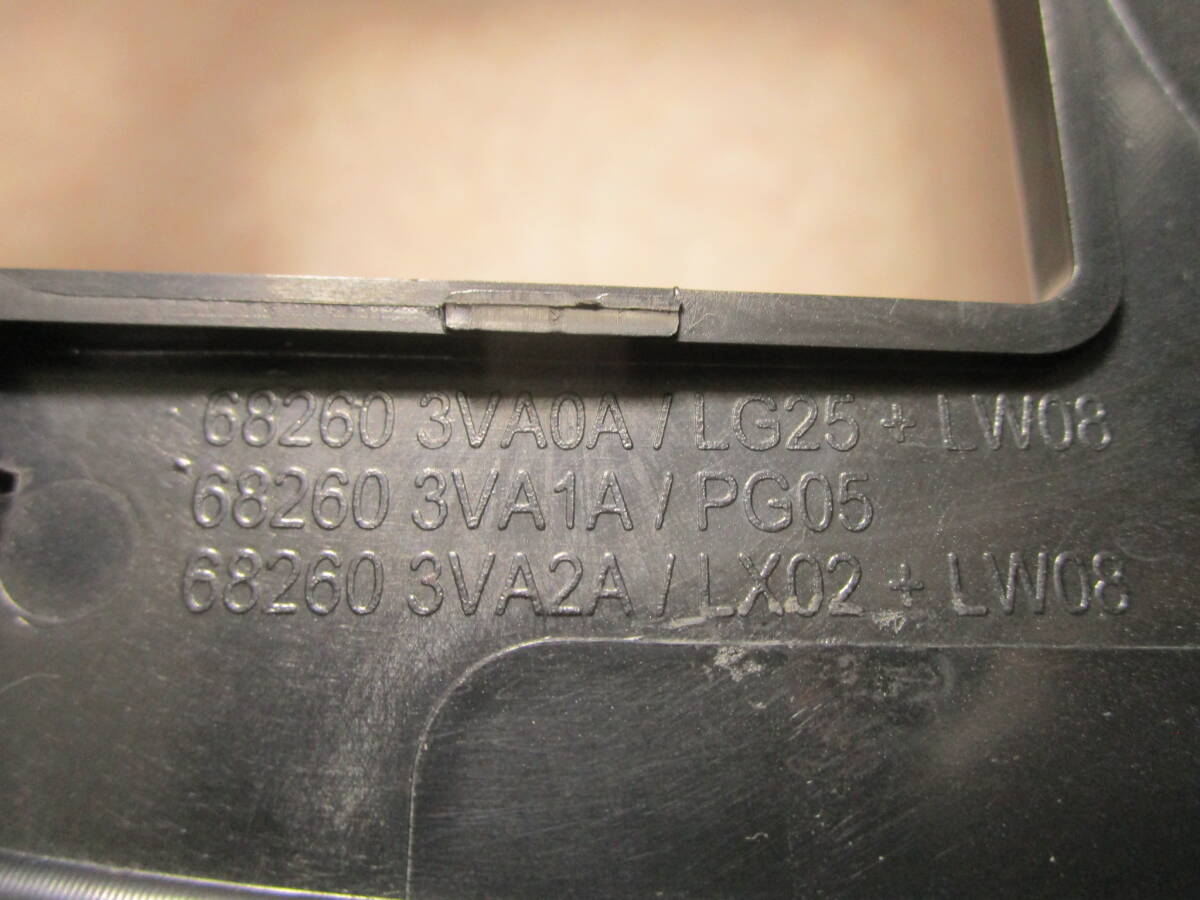 68260 3VA0A / LG25 + LW08
68260 3VA1A / PG05
68260 3VA2A / LX02 + LW08